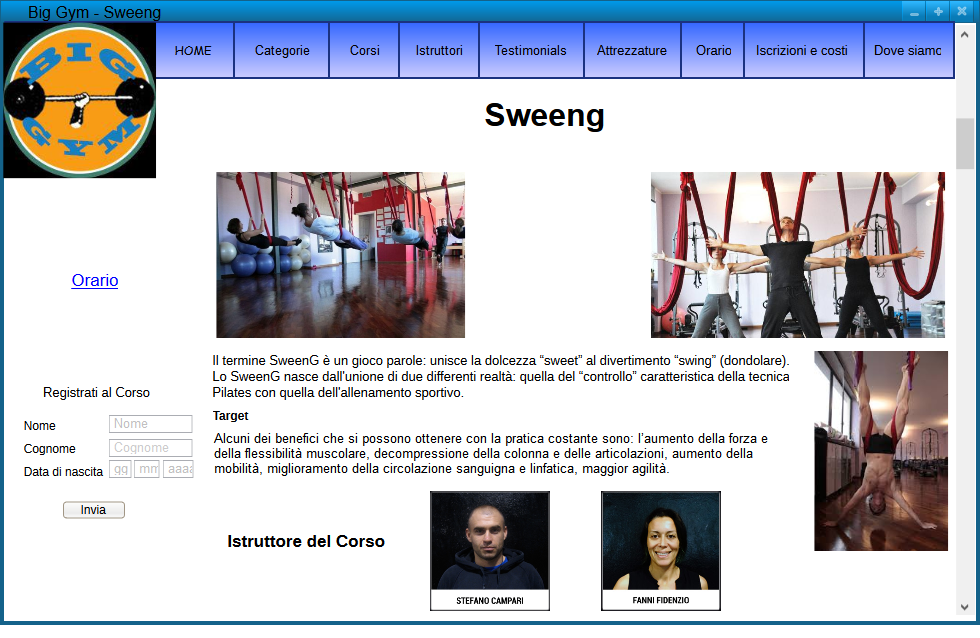 Big Gym - Sweeng
BIG
GYM
HOME
Categorie
Corsi
Istruttori
Testimonials
Attrezzature
Orario
Iscrizioni e costi
Dove siamo
Sweeng
Orario
Registrati al Corso
Nome
Nome
Cognome
Cognome
Data di nascita
gg
mm
aaaa
Invia
Il termine SweenG è un gioco parole: unisce la dolcezza “sweet” al divertimento “swing” (dondolare).
Lo SweenG nasce dall'unione di due differenti realtà: quella del “controllo” caratteristica della tecnica
Pilates con quella dell'allenamento sportivo.
Target
Alcuni dei benefici che si possono ottenere con la pratica costante sono: l’aumento della forza e
della flessibilità muscolare, decompressione della colonna e delle articolazioni, aumento della
mobilità, miglioramento della circolazione sanguigna e linfatica, maggior agilità.
Istruttore del Corso
STEFANO CAMPARI
FANNI FIDENZIO